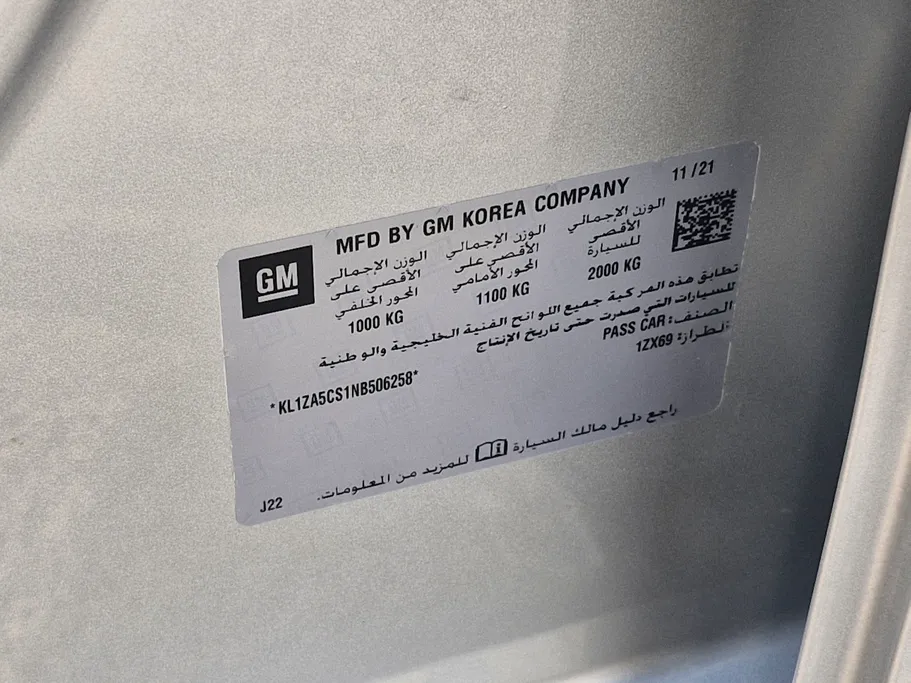 MFD BY GM KOREA COMPANY
11 /21
GM
الوزن الإجمالي
الأقصى
للسيارة
2000 KG
الوزن الإجمالي
الأقصى على
المحور الأمامي
1100 KG
الوزن الإجمالي
الأقصى على
المحور الخلفي
1000 KG
تطابق هذه المركبة جميع اللوائح الفنية الخليجية والوطنية
للسيارات التي صدرت حتى تاريخ الإنتاج
الصنف: PASS CAR
الطراز: 1ZX69
*KL1ZA5CS1NB506258*
راجع دليل مالك السيارة للمزيد من المعلومات.
J22